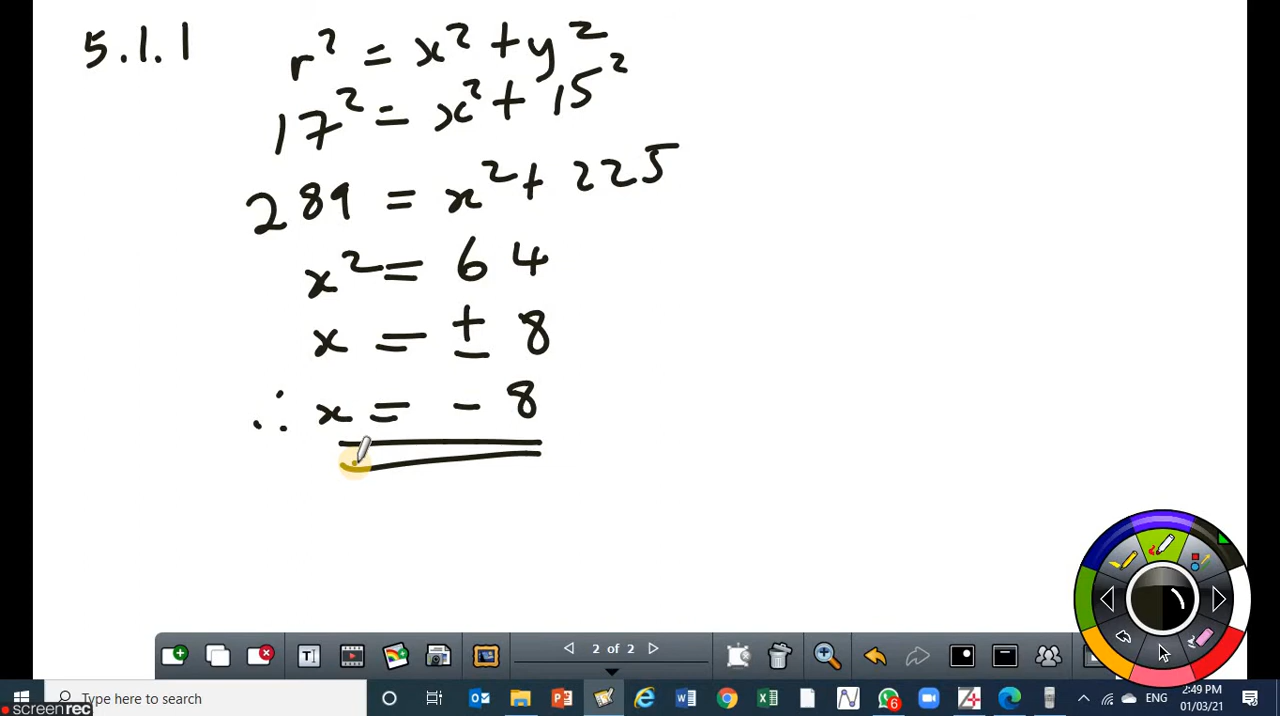 5.1.1
r² = x² + y²
17² = x² + 15²
289 = x² + 225
x² = 64
x = ± 8
∴ x = - 8
2 of 2
Type here to search
6
ENG
2:49 PM
01/03/21
screenrec